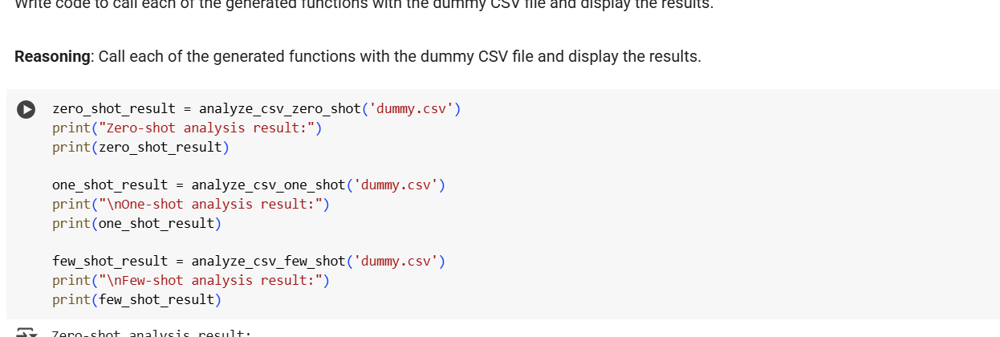 Write code to call each of the generated functions with the dummy CSV file and display the results.
Reasoning: Call each of the generated functions with the dummy CSV file and display the results.
zero_shot_result = analyze_csv_zero_shot('dummy.csv')
print("Zero-shot analysis result:")
print(zero_shot_result)
one_shot_result = analyze_csv_one_shot('dummy.csv')
print("\nOne-shot analysis result:")
print(one_shot_result)
few_shot_result = analyze_csv_few_shot('dummy.csv')
print("\nFew-shot analysis result:")
print(few_shot_result)
Zero-shot analysis result: